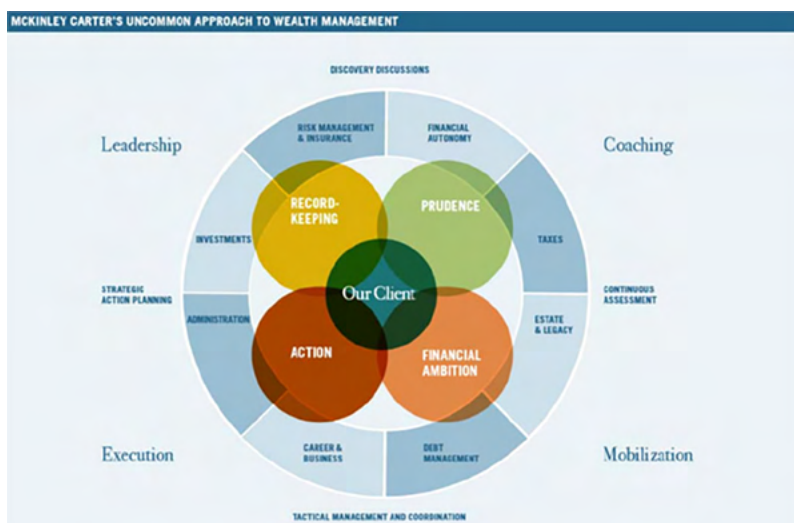 MCKINLEY CARTER'S UNCOMMON APPROACH TO WEALTH MANAGEMENT
DISCOVERY DISCUSSIONS
Leadership
RISK MANAGEMENT
& INSURANCE
FINANCIAL
AUTONOMY
Coaching
RECORD-
KEEPING
PRUDENCE
INVESTMENTS
TAXES
STRATEGIC
ACTION PLANNING
Our Client
CONTINUOUS
ASSESSMENT
ADMINISTRATION
ESTATE
& LEGACY
ACTION
FINANCIAL
AMBITION
Execution
CAREER &
BUSINESS
DEBT
MANAGEMENT
Mobilization
TACTICAL MANAGEMENT AND COORDINATION